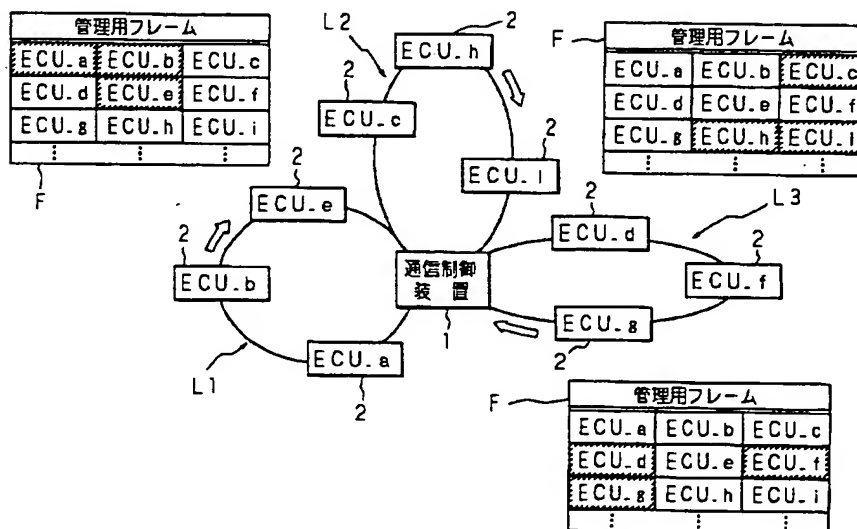 管理用フレーム
ECU_a ECU_b ECU_c
ECU_d ECU_e ECU_f
ECU_g ECU_h ECU_i
F
L2
2
ECU_h
2
ECU_c
2
ECU_i
F
管理用フレーム
ECU_a ECU_b ECU_c
ECU_d ECU_e ECU_f
ECU_g ECU_h ECU_i
2
ECU_e
2
ECU_b
L1
ECU_a
2
通信制御
装置
1
2
ECU_d
L3
2
ECU_f
ECU_g
2
F
管理用フレーム
ECU_a ECU_b ECU_c
ECU_d ECU_e ECU_f
ECU_g ECU_h ECU_i